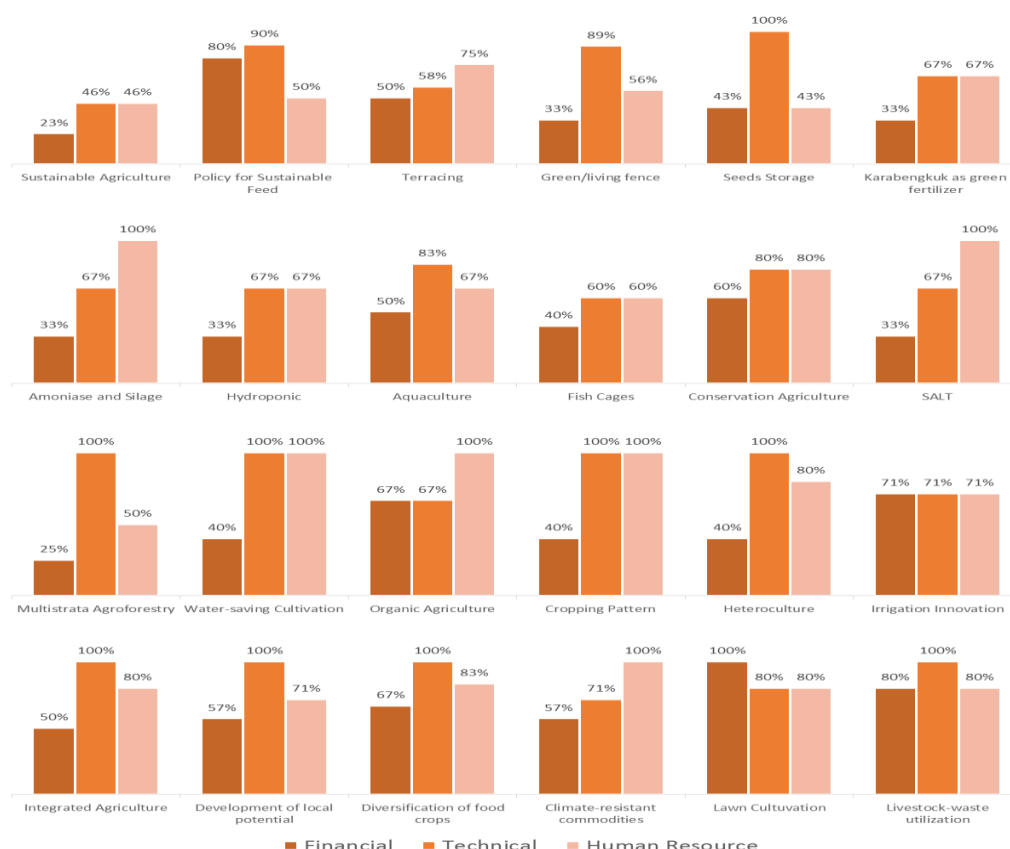 100%
90%
89%
80%
75%
67% 67%
58%
56%
50%
50%
46% 46%
43%
43%
33%
33%
23%
Sustainable Agriculture
Policy for Sustainable
Feed
Terracing
Green/living fence
Seeds Storage
Karabengkuk as green
fertilizer
100%
100%
83%
80% 80%
67%
67% 67%
67%
67%
60%
60% 60%
50%
40%
33%
33%
33%
Amoniase and Silage
Hydroponic
Aquaculture
Fish Cages
Conservation Agriculture
SALT
100%
100% 100%
100%
100% 100%
100%
80%
67% 67%
71% 71% 71%
50%
40%
40%
40%
25%
Multistrata Agroforestry
Water-saving Cultivation
Organic Agriculture
Cropping Pattern
Heteroculture
Irrigation Innovation
100%
100%
100%
100%
100%
100%
80%
83%
80% 80%
80%
80%
71%
71%
67%
57%
57%
50%
Integrated Agriculture
Development of local
potential
Diversification of food
crops
Climate-resistant
commodities
Lawn Cultuvation
Livestock-waste
utilization
Financial
Technical
Human Resource